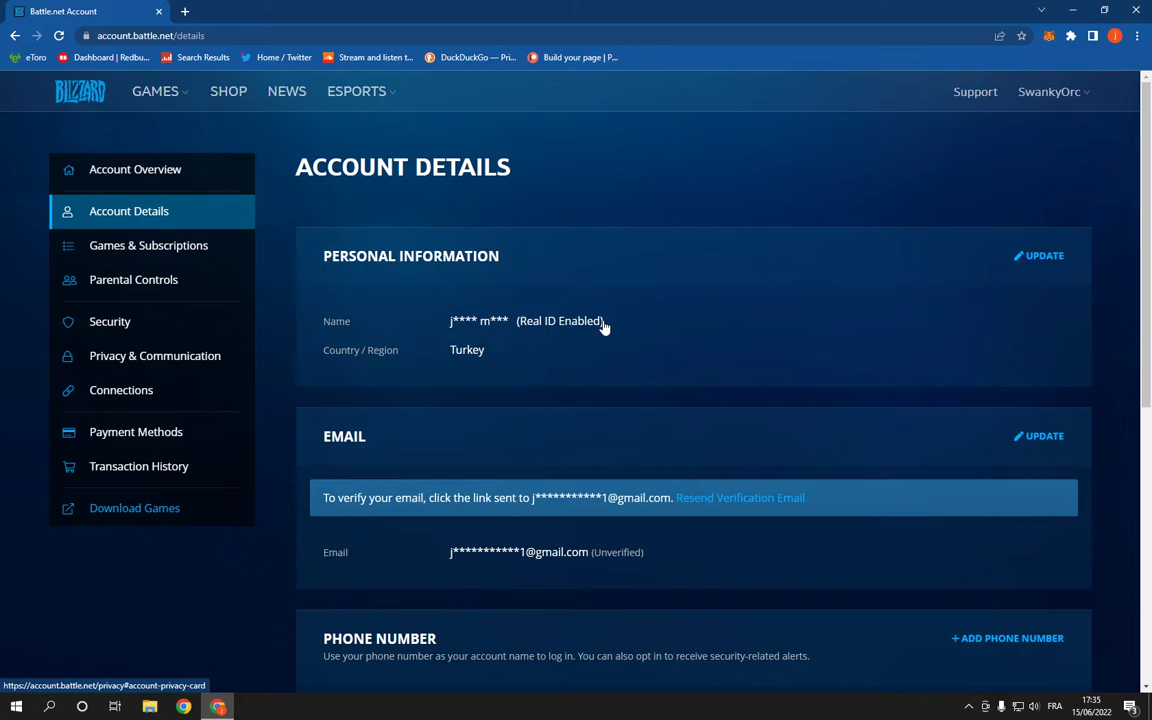 Battle.net Account
account.battle.net/details
eToro
Dashboard | Redbu...
Search Results
Home / Twitter
Stream and listen t...
DuckDuckGo — Pri...
Build your page | P...
BLIZZARD
GAMES
SHOP
NEWS
ESPORTS
Support
SwankyOrc
Account Overview
Account Details
Games & Subscriptions
Parental Controls
Security
Privacy & Communication
Connections
Payment Methods
Transaction History
Download Games
ACCOUNT DETAILS
PERSONAL INFORMATION
UPDATE
Name
j**** m*** (Real ID Enabled)
Country / Region
Turkey
EMAIL
UPDATE
To verify your email, click the link sent to j***********1@gmail.com. Resend Verification Email
Email
j***********1@gmail.com (Unverified)
PHONE NUMBER
+ ADD PHONE NUMBER
Use your phone number as your account name to log in. You can also opt in to receive security-related alerts.
https://account.battle.net/privacy#account-privacy-card
FRA
17:35
15/06/2022
3